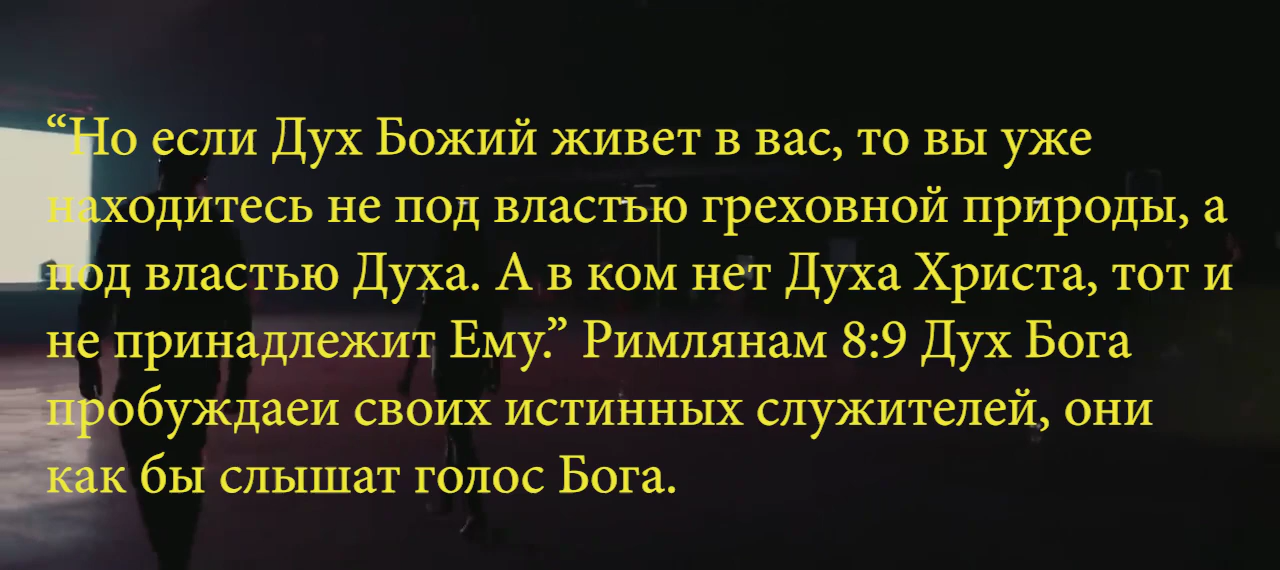 “Но если Дух Божий живет в вас, то вы уже
находитесь не под властью греховной природы, а
под властью Духа. А в ком нет Духа Христа, тот и
не принадлежит Ему.” Римлянам 8:9 Дух Бога
пробуждаеи своих истинных служителей, они
как бы слышат голос Бога.